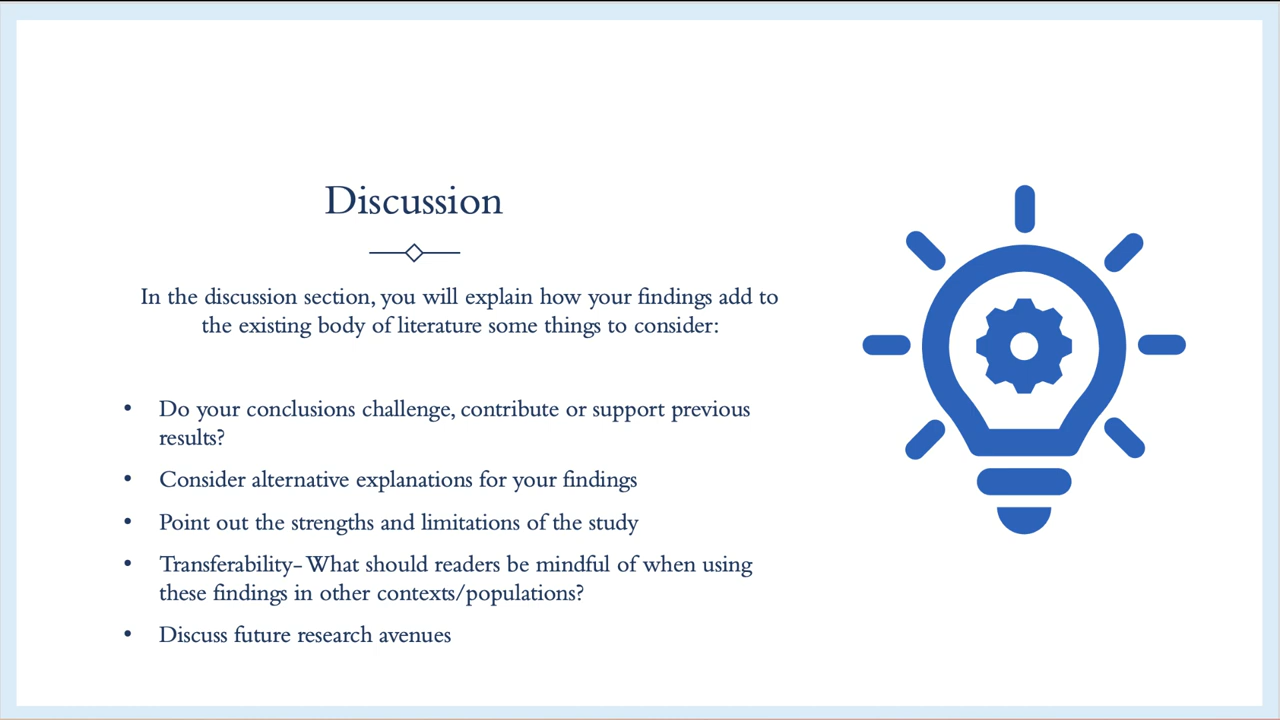 Discussion
In the discussion section, you will explain how your findings add to
the existing body of literature some things to consider:
• Do your conclusions challenge, contribute or support previous
results?
• Consider alternative explanations for your findings
• Point out the strengths and limitations of the study
• Transferability- What should readers be mindful of when using
these findings in other contexts/populations?
• Discuss future research avenues